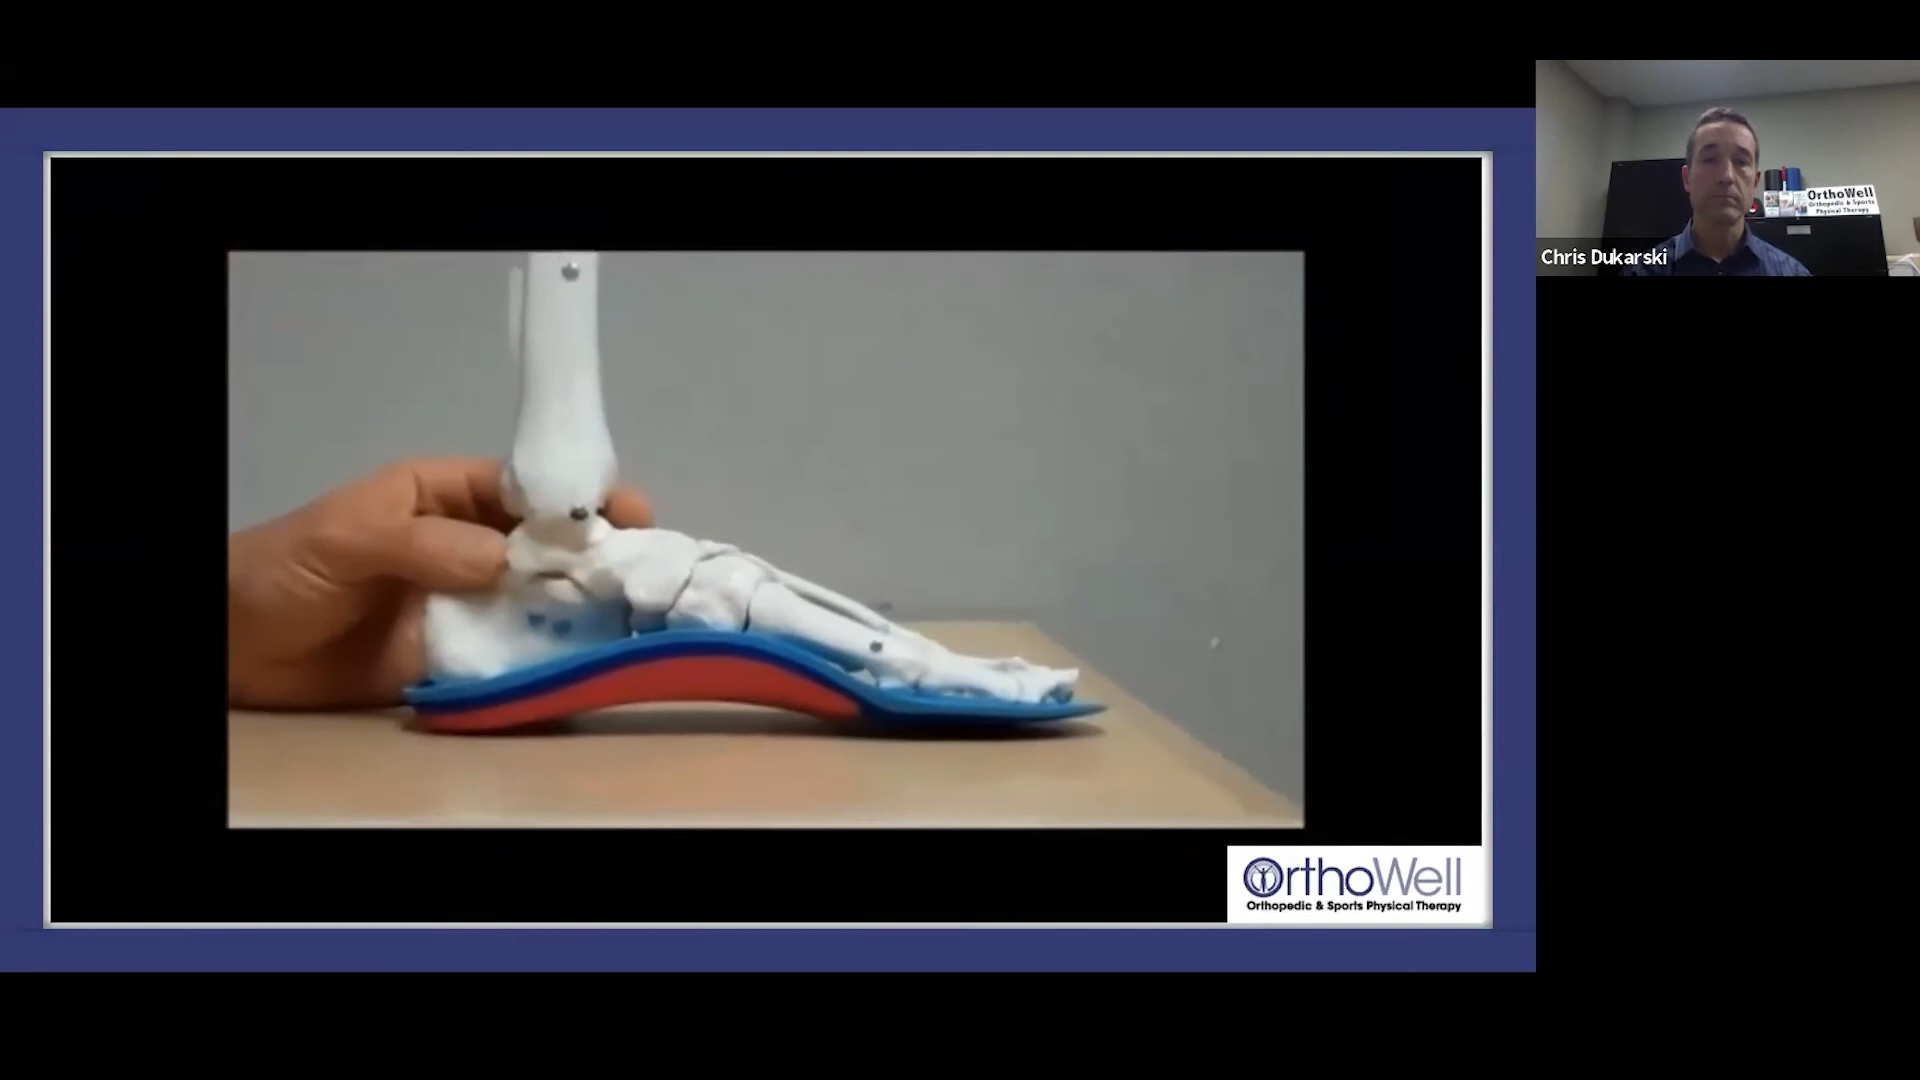 OrthoWell
Orthopedic & Sports
Physical Therapy
Chris Dukarski
OrthoWell
Orthopedic & Sports Physical Therapy